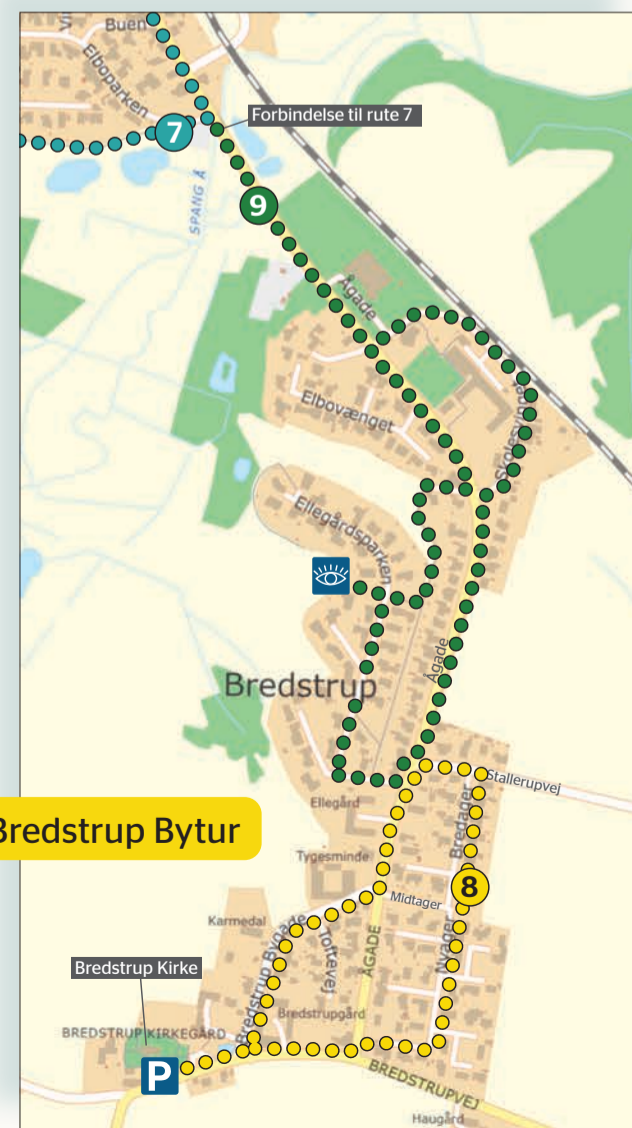 Buen
Elboparken
7
Forbindelse til rute 7
SPANG Å
9
Ågade
Elbovænget
Ellegårdsparken
Ågade
Bredstrup
Stallerupvej
Ellegård
Bredager
Bredstrup Bytur
Tygesminde
8
Midtager
Karmedal
Bredstrup Bygade
Toftevej
ÅGADE
Nyager
Bredstrup Kirke
Bredstrupgård
BREDSTRUP KIRKEGÅRD
P
BREDSTRUPVEJ
Haugård